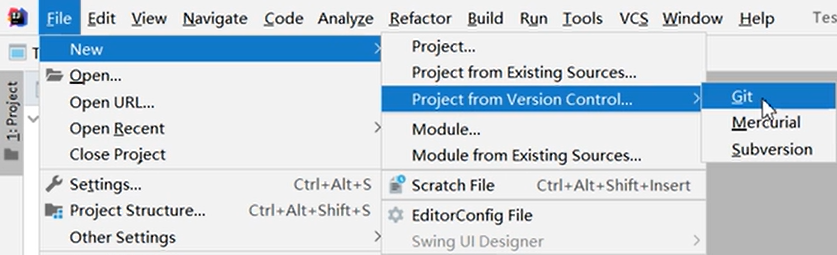 File Edit View Navigate Code Analyze Refactor Build Run Tools VCS Window Help Tes
T
1: Project
New
Open...
Open URL...
Open Recent
Close Project
Settings... Ctrl+Alt+S
Project Structure... Ctrl+Alt+Shift+S
Other Settings
Project...
Project from Existing Sources...
Project from Version Control...
Module...
Module from Existing Sources...
Scratch File Ctrl+Alt+Shift+Insert
EditorConfig File
Swing UI Designer
Git
Mercurial
Subversion